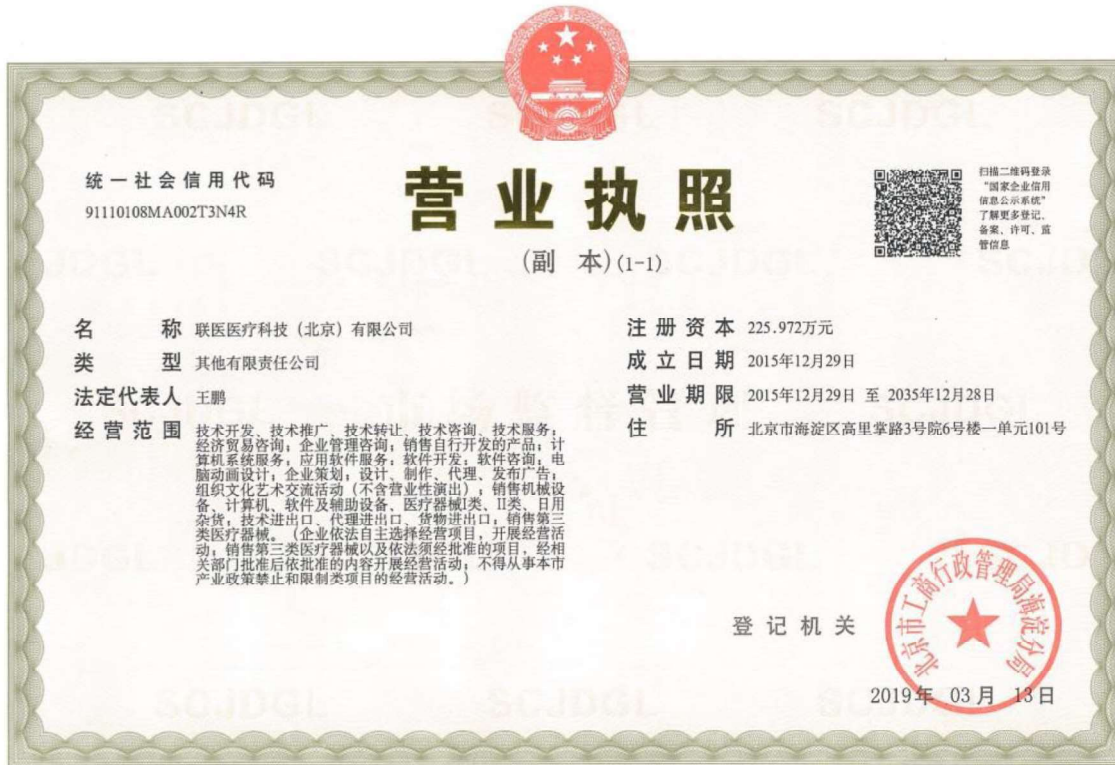 统一社会信用代码
91110108MA002T3N4R
营业执照
(副 本)(1-1)
扫描二维码登录
“国家企业信用
信息公示系统”
了解更多登记、
备案、许可、监
管信息
名 称 联医医疗科技（北京）有限公司
类 型 其他有限责任公司
法定代表人 王鹏
经营范围 技术开发、技术推广、技术转让、技术咨询、技术服务；
经济贸易咨询；企业管理咨询；销售自行开发的产品；计
算机系统服务；应用软件服务；软件开发；软件咨询；电
脑动画设计；企业策划；设计、制作、代理、发布广告；
组织文化艺术交流活动（不含营业性演出）；销售机械设
备、计算机、软件及辅助设备、医疗器械I类、II类、日用
杂货；技术进出口、代理进出口、货物进出口；销售第三
类医疗器械。（企业依法自主选择经营项目，开展经营活
动；销售第三类医疗器械以及依法须经批准的项目，经相
关部门批准后依批准的内容开展经营活动；不得从事本市
产业政策禁止和限制类项目的经营活动。）
注册资本 225.972万元
成立日期 2015年12月29日
营业期限 2015年12月29日 至 2035年12月28日
住 所 北京市海淀区高里掌路3号院6号楼一单元101号
登记机关
北京市工商行政管理局海淀分局
2019年 03月 13日